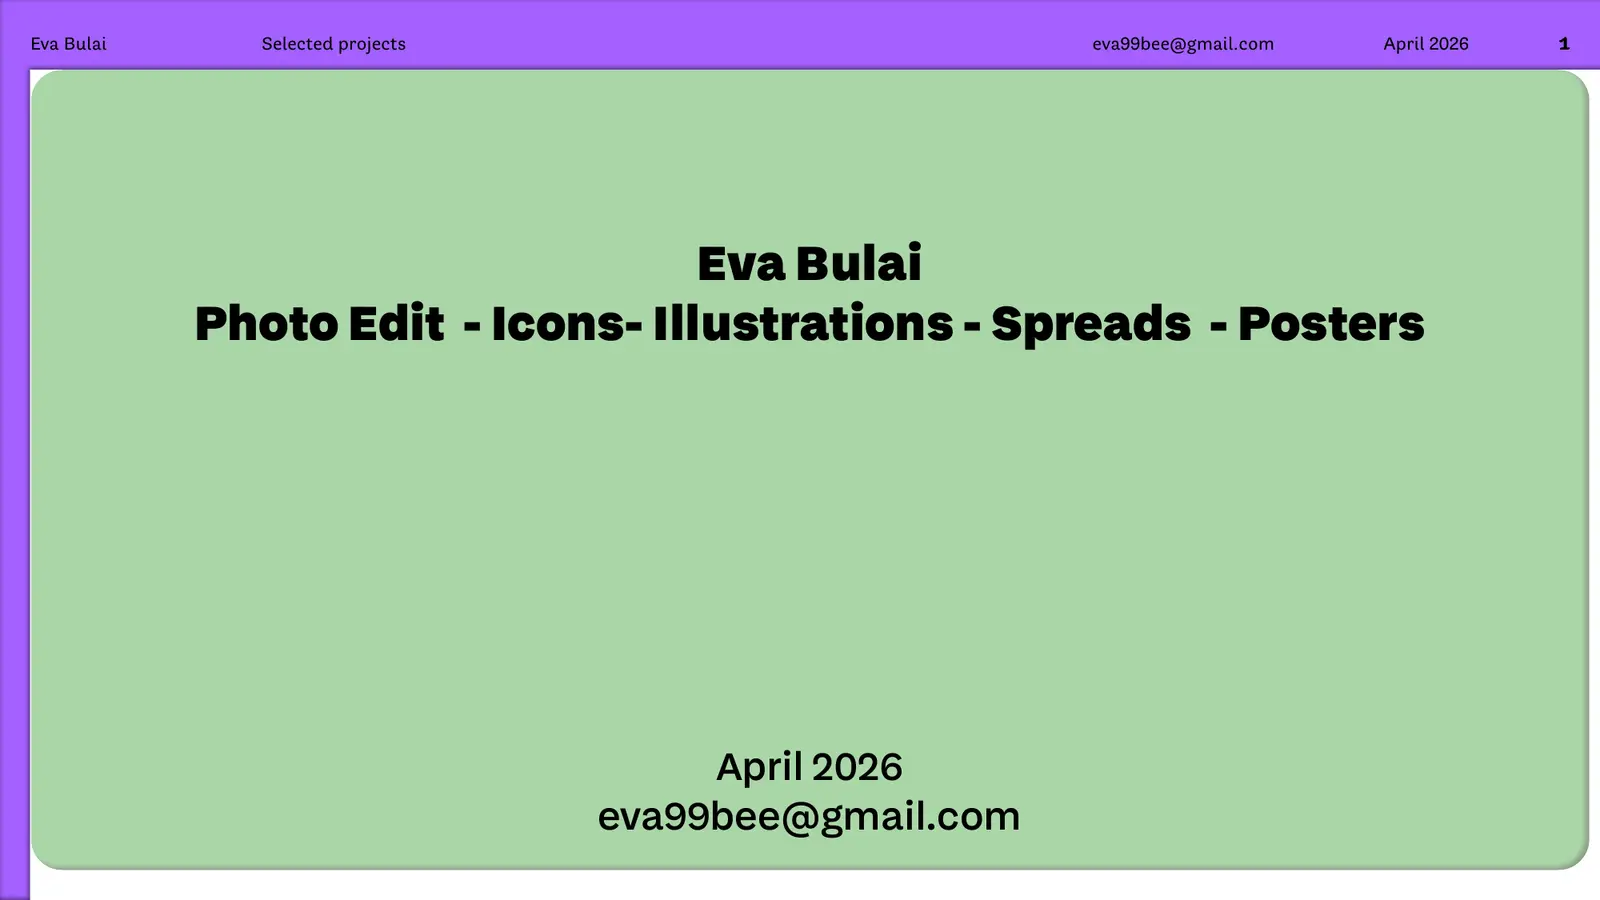 Eva Bulai Selected projects eva99bee@gmail.com April 2026 1
Eva Bulai
Photo Edit - Icons- Illustrations - Spreads - Posters
April 2026
eva99bee@gmail.com